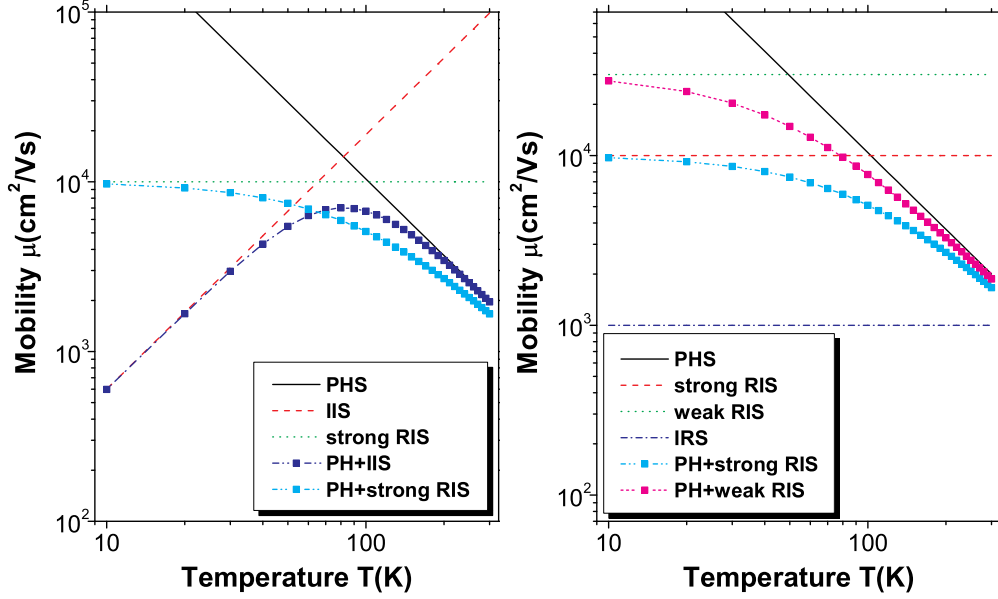 10^5
10^4
10^3
10^2
Mobility μ(cm^2/Vs)
10
100
Temperature T(K)
PHS
IIS
strong RIS
PH+IIS
PH+strong RIS
10^4
10^3
10^2
Mobility μ(cm^2/Vs)
10
100
Temperature T(K)
PHS
strong RIS
weak RIS
IRS
PH+strong RIS
PH+weak RIS